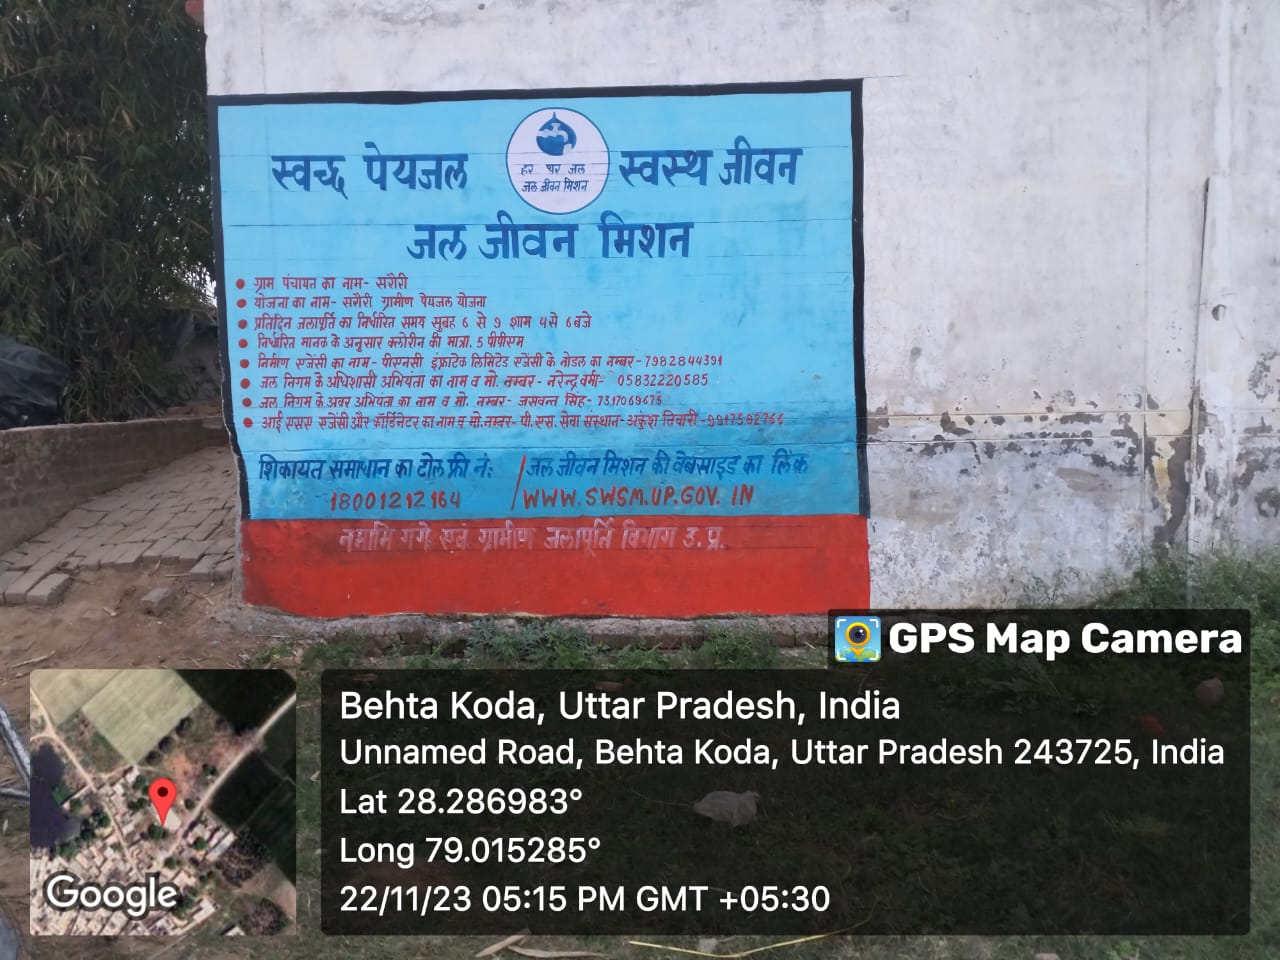 स्वच्छ पेयजल
हर घर जल
जल जीवन मिशन
स्वस्थ जीवन
जल जीवन मिशन
ग्राम पंचायत का नाम- सरौरी
योजना का नाम- सरौरी ग्रामीण पेयजल योजना
प्रतिदिन जलापूर्ति का निर्धारित समय सुबह 6 से 9 शाम 4 से 6 बजे
निर्धारित मानक के अनुसार क्लोरीन की मात्रा. 5 पीपीएम
निर्माण एजेंसी का नाम- पीएनसी इंफ्राटेक लिमिटेड एजेंसी के नोडल का नम्बर-7982844391
जल निगम के अधिशासी अभियंता का नाम व मो. नम्बर- नरेन्द्र वर्मा- 05832220585
जल निगम के अवर अभियंता का नाम व मो. नम्बर- जसवन्त सिंह-7317069675
आई एसए एजेंसी और कॉर्डिनेटर का नाम व मो.नम्बर- पी.एस. सेवा संस्थान- अंकुश तिवारी-9917592766
शिकायत समाधान का टोल फ्री नं:
18001212164
जल जीवन मिशन की वेबसाइड का लिंक
WWW.SWSM.UP.GOV.IN
नमामि गंगे एवं ग्रामीण जलापूर्ति विभाग उ.प्र.
GPS Map Camera
Behta Koda, Uttar Pradesh, India
Unnamed Road, Behta Koda, Uttar Pradesh 243725, India
Lat 28.286983°
Long 79.015285°
22/11/23 05:15 PM GMT +05:30
Google